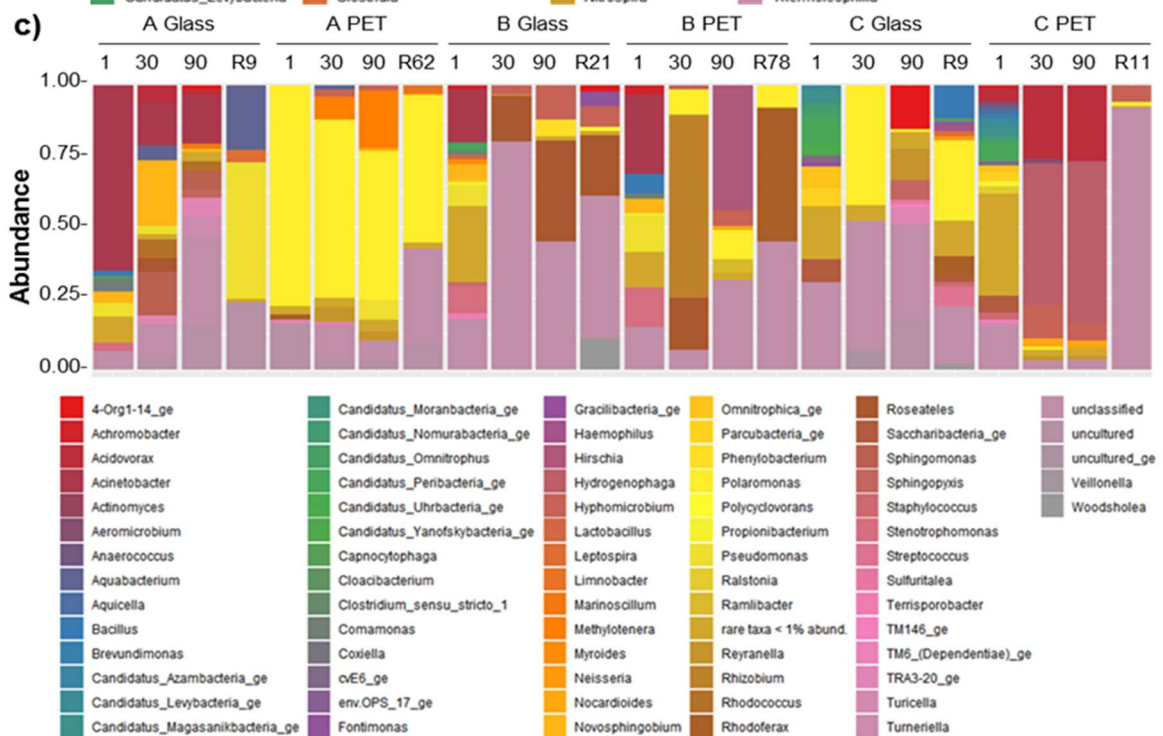 c)
A Glass A PET B Glass B PET C Glass C PET
1 30 90 R9 1 30 90 R62 1 30 90 R21 1 30 90 R78 1 30 90 R9 1 30 90 R11
Abundance
1.00-
0.75-
0.50-
0.25-
0.00-
4-Org1-14_ge
Achromobacter
Acidovorax
Acinetobacter
Actinomyces
Aeromicrobium
Anaerococcus
Aquabacterium
Aquicella
Bacillus
Brevundimonas
Candidatus_Azambacteria_ge
Candidatus_Levybacteria_ge
Candidatus_Magasanikbacteria_ge
Candidatus_Moranbacteria_ge
Candidatus_Nomurabacteria_ge
Candidatus_Omnitrophus
Candidatus_Peribacteria_ge
Candidatus_Uhrbacteria_ge
Candidatus_Yanofskybacteria_ge
Capnocytophaga
Cloacibacterium
Clostridium_sensu_stricto_1
Comamonas
Coxiella
cvE6_ge
env.OPS_17_ge
Fontimonas
Gracilibacteria_ge
Haemophilus
Hirschia
Hydrogenophaga
Hyphomicrobium
Lactobacillus
Leptospira
Limnobacter
Marinoscillum
Methylotenera
Myroides
Neisseria
Nocardioides
Novosphingobium
Omnitrophica_ge
Parcubacteria_ge
Phenylobacterium
Polaromonas
Polycyclovorans
Propionibacterium
Pseudomonas
Ralstonia
Ramlibacter
rare taxa < 1% abund.
Reyranella
Rhizobium
Rhodococcus
Rhodoferax
Roseateles
Saccharibacteria_ge
Sphingomonas
Sphingopyxis
Staphylococcus
Stenotrophomonas
Streptococcus
Sulfuritalea
Terrisporobacter
TM146_ge
TM6_(Dependentiae)_ge
TRA3-20_ge
Turicella
Turneriella
unclassified
uncultured
uncultured_ge
Veillonella
Woodsholea